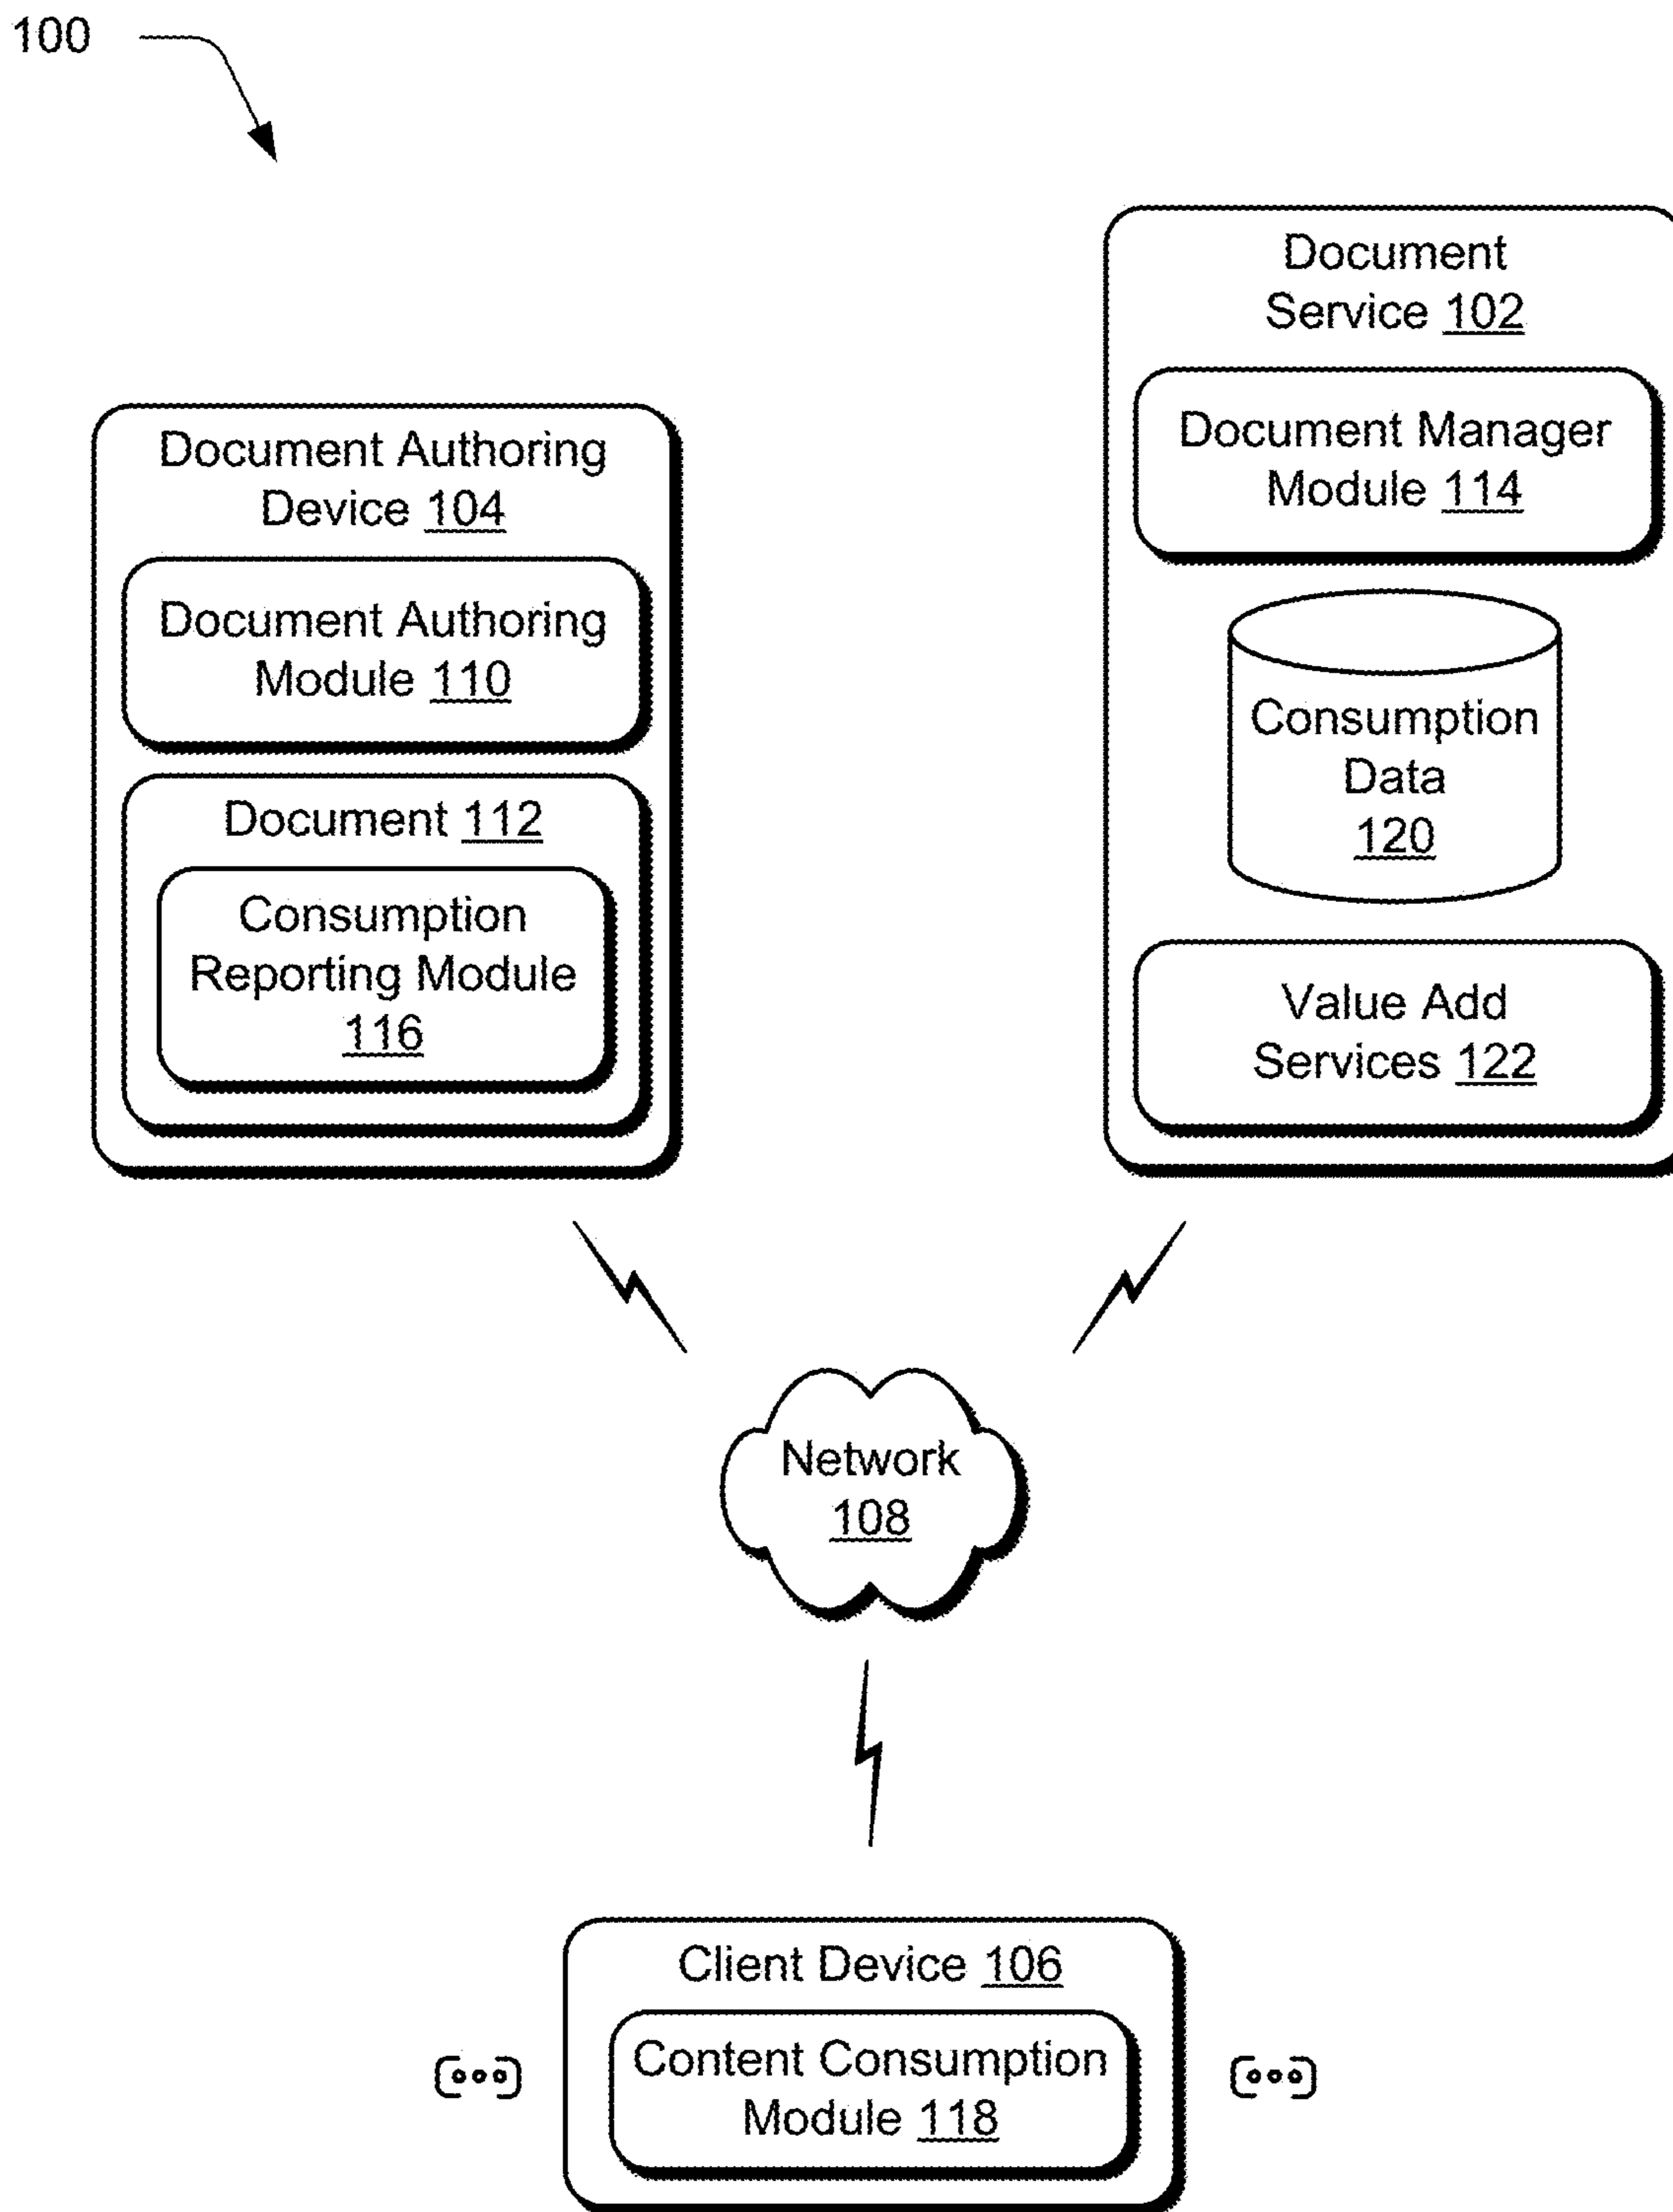 100
Document
Service 102
Document Manager
Module 114
Consumption
Data
120
Value Add
Services 122
Document Authoring
Device 104
Document Authoring
Module 110
Document 112
Consumption
Reporting Module
116
Network
108
Client Device 106
Content Consumption
Module 118